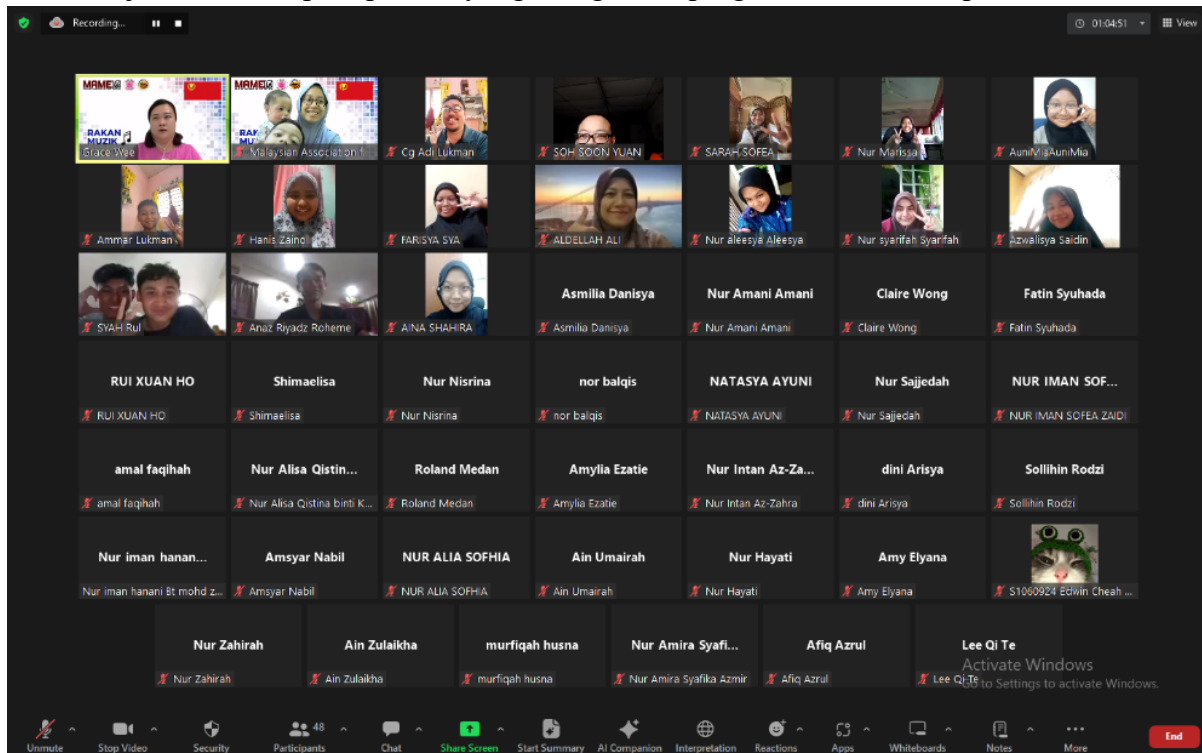 Recording...
01:04:51
View
MAME
RAKAN
MUZIK
Grace Wee
MAME
Malaysian Association f...
Cg Adi Lukman
SOH SOON YUAN
SARAH SOFEA
Nur Marissa
AuniMiaAuniMia
Ammar Lukman
Hanis Zainol
FARISYA SYA
ALDELLAH ALI
Nur aleesya Aleesya
Nur syarifah Syarifah
Azwalisya Saidin
SYAH Rul
Anaz Riyadz Roheme
AINA SHAHIRA
Asmilia Danisya
Asmilia Danisya
Nur Amani Amani
Nur Amani Amani
Claire Wong
Claire Wong
Fatin Syuhada
Fatin Syuhada
RUI XUAN HO
RUI XUAN HO
Shimaelisa
Shimaelisa
Nur Nisrina
Nur Nisrina
nor balqis
nor balqis
NATASYA AYUNI
NATASYA AYUNI
Nur Sajjedah
Nur Sajjedah
NUR IMAN SOF...
NUR IMAN SOFEA ZAIDI
amal faqihah
amal faqihah
Nur Alisa Qistin...
Nur Alisa Qistina binti K...
Roland Medan
Roland Medan
Amylia Ezatie
Amylia Ezatie
Nur Intan Az-Za...
Nur Intan Az-Zahra
dini Arisya
dini Arisya
Sollihin Rodzi
Sollihin Rodzi
Nur iman hanan...
Nur iman hanani Bt mohd z...
Amsyar Nabil
Amsyar Nabil
NUR ALIA SOFHIA
NUR ALIA SOFHIA
Ain Umairah
Ain Umairah
Nur Hayati
Nur Hayati
Amy Elyana
Amy Elyana
S1060924 Edwin Cheah ...
Nur Zahirah
Nur Zahirah
Ain Zulaikha
Ain Zulaikha
murfiqah husna
murfiqah husna
Nur Amira Syafi...
Nur Amira Syafika Azmir
Afiq Azrul
Afiq Azrul
Lee Qi Te
Lee Qi Te
Activate Windows
Go to Settings to activate Windows.
Unmute
Stop Video
Security
Participants
48
Chat
Share Screen
Start Summary
AI Companion
Interpretation
Reactions
Apps
Whiteboards
Notes
More
End